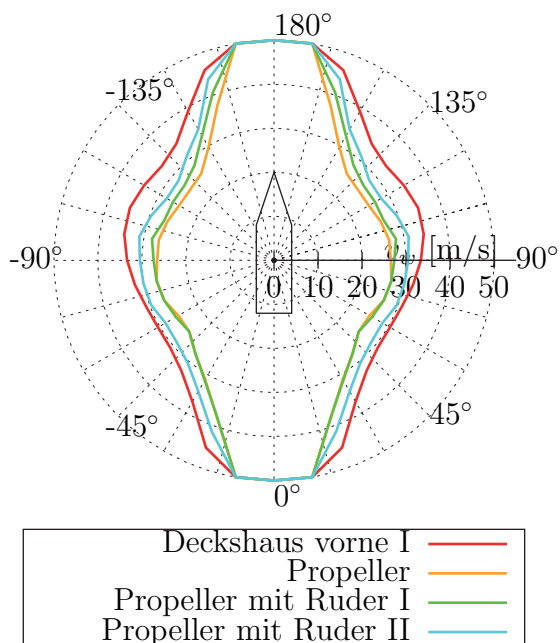 180°
-135° 135°
-90° v_w [m/s] 90°
0 10 20 30 40 50
-45° 45°
0°
Deckshaus vorne I
Propeller
Propeller mit Ruder I
Propeller mit Ruder II